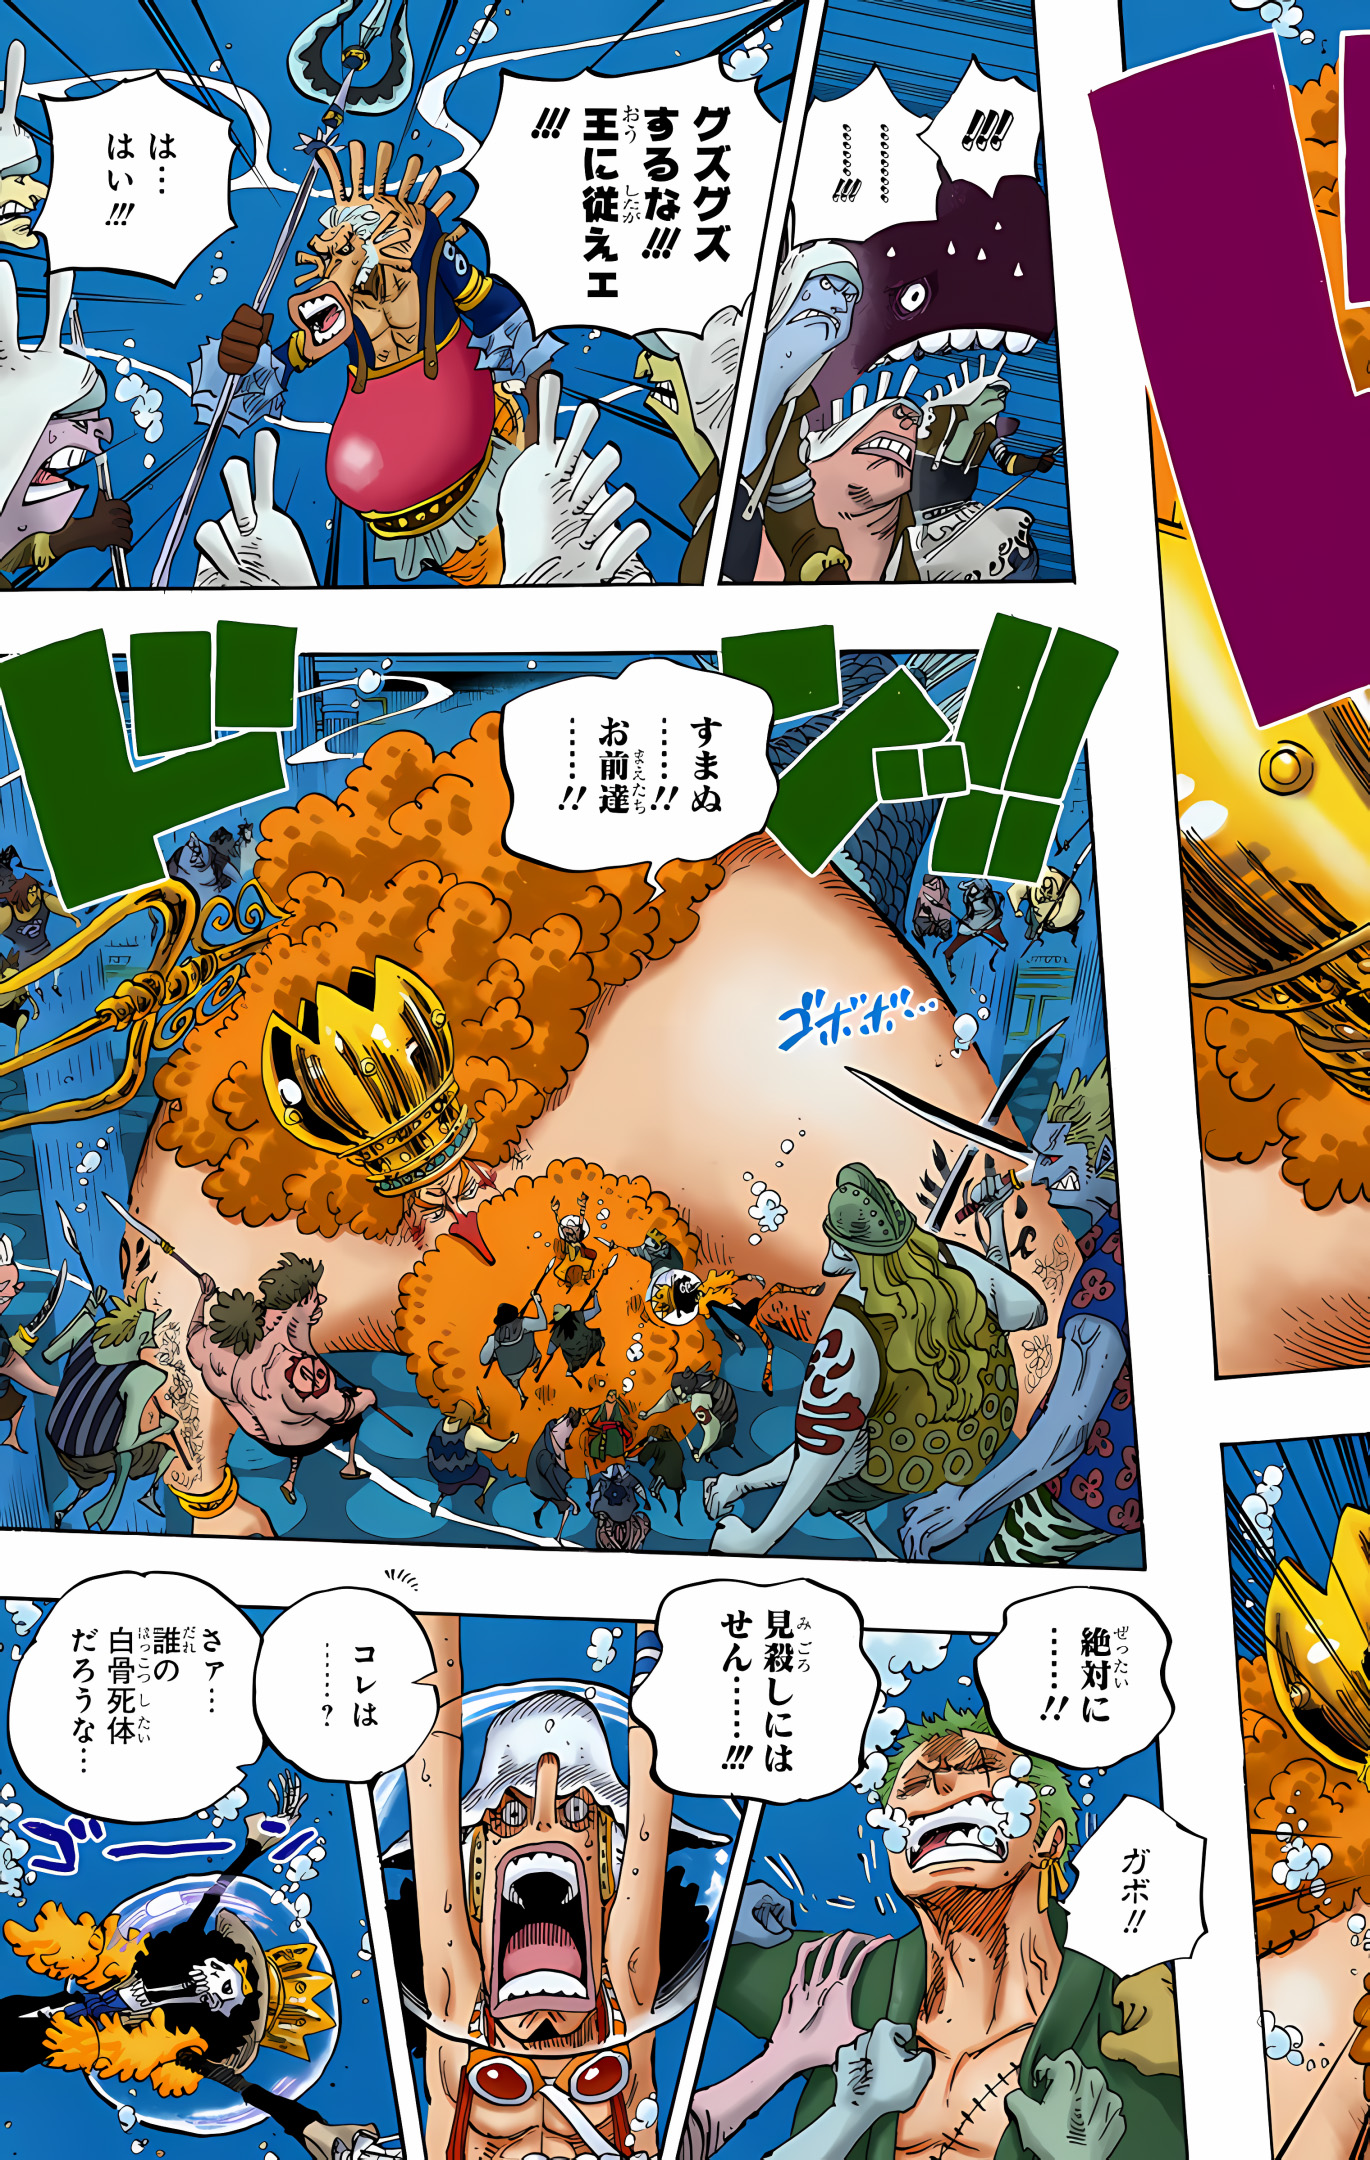 !!!
………
………!!!
グズグズ
するな!!!
王に従えェ
!!!
は…
はい!!!
ドン!!
すまぬ
……!!
お前達
……!!
ゴボボボ…
絶対に
……!!
ガボ!!
見殺しには
せん……!!!
コレは
……?
さァ…
誰の
白骨死体
だろうな…
ゴーン